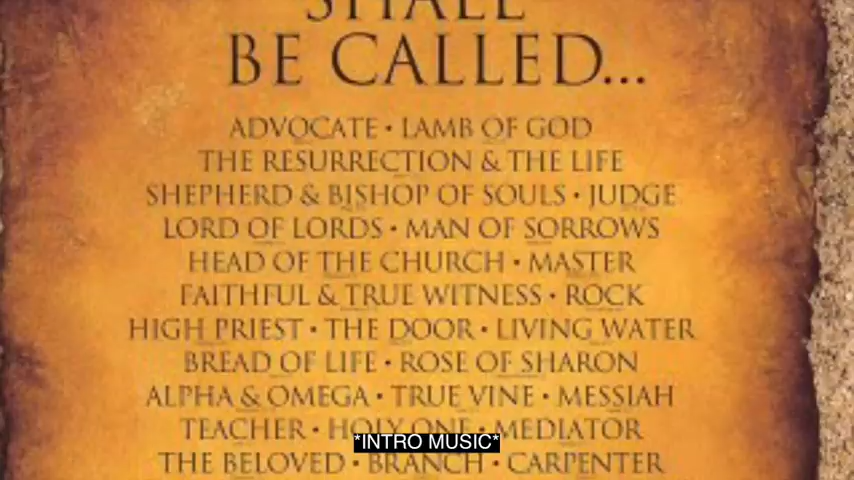 SHALL
BE CALLED...
ADVOCATE • LAMB OF GOD
THE RESURRECTION & THE LIFE
SHEPHERD & BISHOP OF SOULS • JUDGE
LORD OF LORDS • MAN OF SORROWS
HEAD OF THE CHURCH • MASTER
FAITHFUL & TRUE WITNESS • ROCK
HIGH PRIEST • THE DOOR • LIVING WATER
BREAD OF LIFE • ROSE OF SHARON
ALPHA & OMEGA • TRUE VINE • MESSIAH
TEACHER • HOLY ONE • MEDIATOR
*INTRO MUSIC*
THE BELOVED • BRANCH • CARPENTER